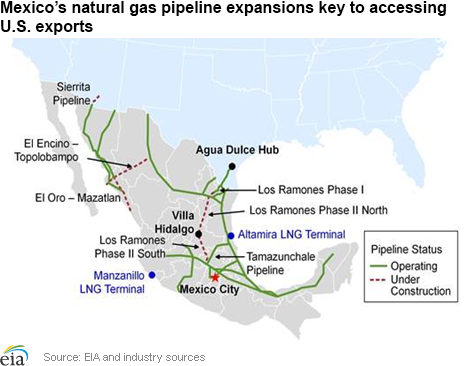 Mexico’s natural gas pipeline expansions key to accessing
U.S. exports
Sierrita
Pipeline
El Encino –
Topolobampo
Agua Dulce Hub
El Oro – Mazatlan
Los Ramones Phase I
Villa
Hidalgo
Los Ramones Phase II North
Los Ramones
Phase II South
Altamira LNG Terminal
Tamazunchale
Pipeline
Manzanillo
LNG Terminal
Mexico City
Pipeline Status
Operating
Under
Construction
eia
Source: EIA and industry sources